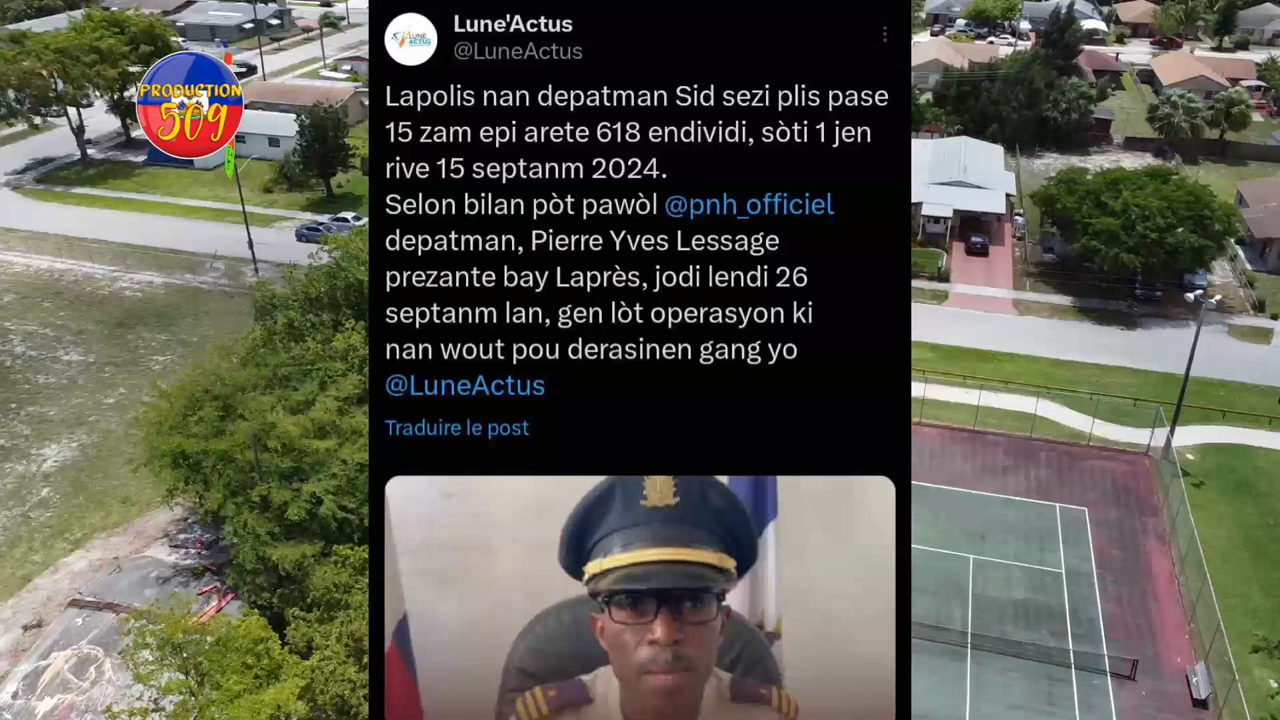 PRODUCTION
509
Lune'Actus
@LuneActus
Lapolis nan depatman Sid sezi plis pase
15 zam epi arete 618 endividi, sòti 1 jen
rive 15 septanm 2024.
Selon bilan pòt pawòl @pnh_officiel
depatman, Pierre Yves Lessage
prezante bay Laprès, jodi lendi 26
septanm lan, gen lòt operasyon ki
nan wout pou derasinen gang yo
@LuneActus
Traduire le post